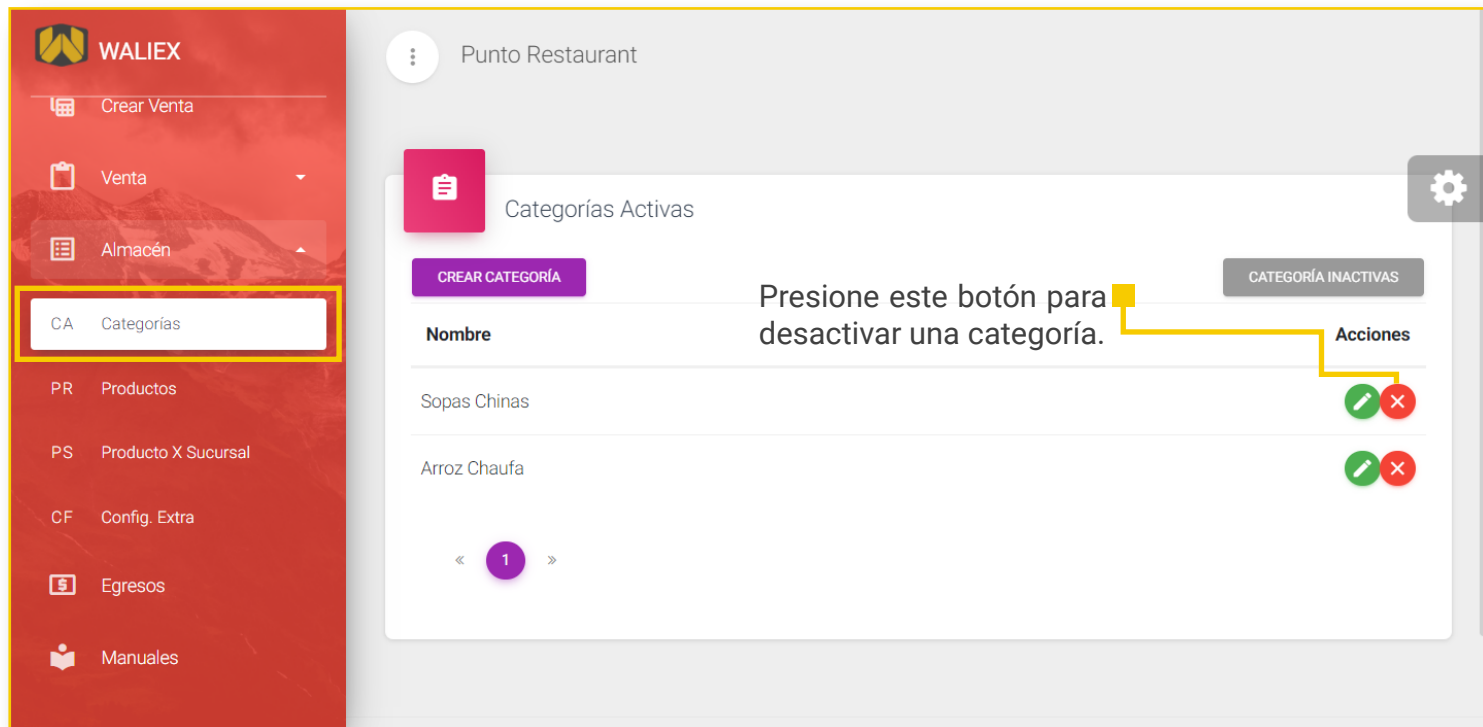 WALIEX
Crear Venta
Venta
Almacén
CA Categorías
PR Productos
PS Producto X Sucursal
CF Config. Extra
Egresos
Manuales
Punto Restaurant
Categorías Activas
CREAR CATEGORÍA
CATEGORÍA INACTIVAS
Presione este botón para
desactivar una categoría.
Nombre Acciones
Sopas Chinas
Arroz Chaufa
« 1 »